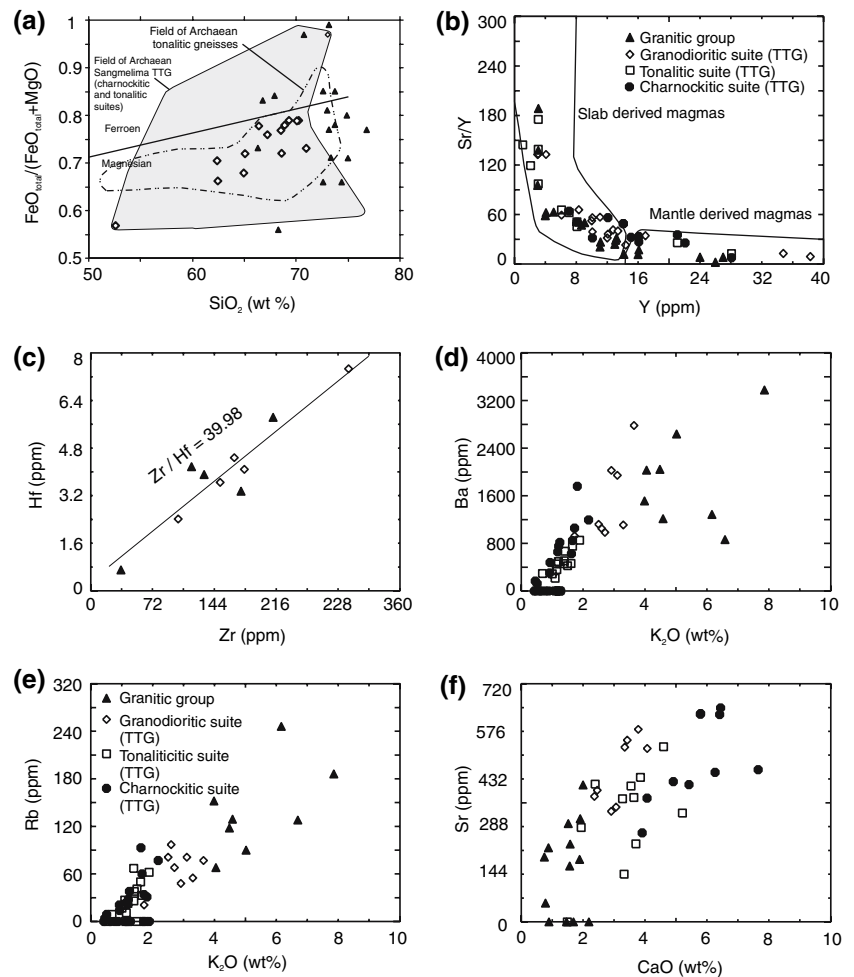 (a)
FeO total/(FeO total+MgO)
1
0.9
0.8
0.7
0.6
0.5
Field of Archaean
tonalitic gneisses
Field of Archaean
Sangmelima TTG
(charnockitic
and tonalitic
suites)
Ferroen
Magnesian
50
60
70
80
SiO2 (wt %)
(b)
Sr/Y
300
240
180
120
60
0
▲ Granitic group
◇ Granodioritic suite (TTG)
□ Tonalitic suite (TTG)
● Charnockitic suite (TTG)
Slab derived magmas
Mantle derived magmas
0 8 16 24 32 40
Y (ppm)
(c)
Hf (ppm)
8
6.4
4.8
3.2
1.6
0
Zr / Hf = 39.98
0 72 144 216 228 360
Zr (ppm)
(d)
Ba (ppm)
4000
3200
2400
1600
800
0
0 2 4 6 8 10
K2O (wt%)
(e)
Rb (ppm)
320
240
180
120
60
0
▲ Granitic group
◇ Granodioritic suite
(TTG)
□ Tonaliticitic suite
(TTG)
● Charnockitic suite
(TTG)
0 2 4 6 8 10
K2O (wt%)
(f)
Sr (ppm)
720
576
432
288
144
0
0 2 4 6 8 10
CaO (wt%)